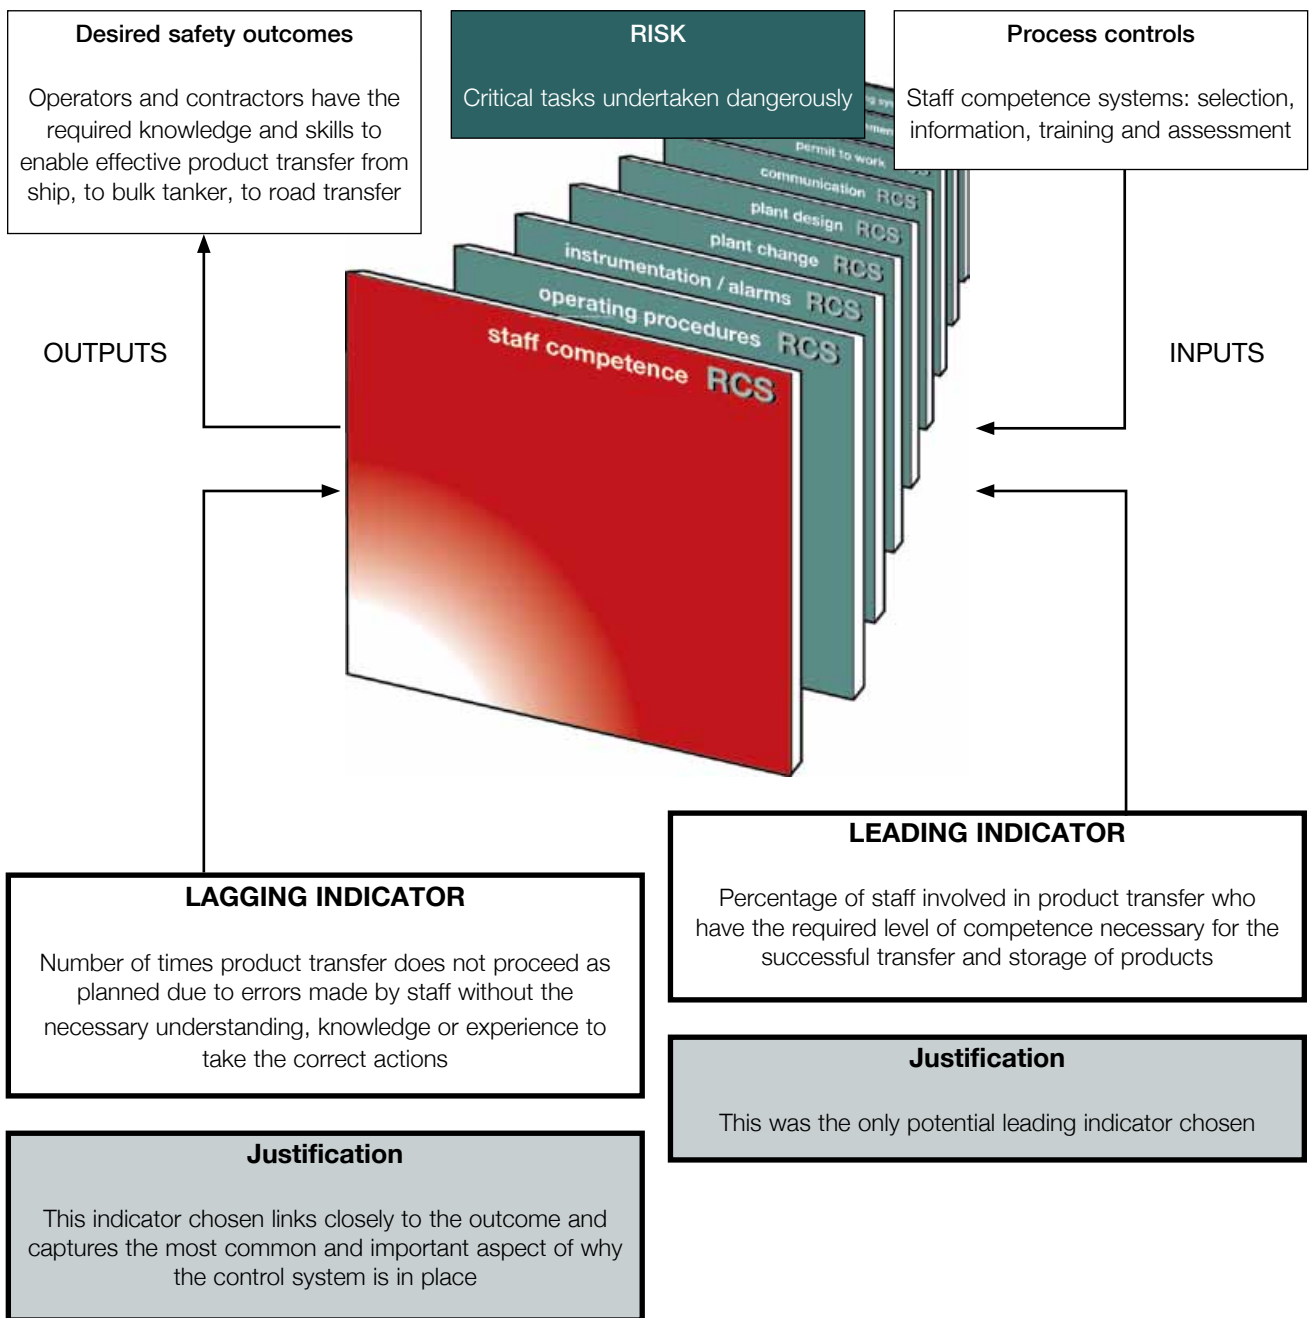 Desired safety outcomes
Operators and contractors have the
required knowledge and skills to
enable effective product transfer from
ship, to bulk tanker, to road transfer
RISK
Critical tasks undertaken dangerously
Process controls
Staff competence systems: selection,
information, training and assessment
permit to work
communication RCS
plant design RCS
plant change RCS
instrumentation / alarms RCS
operating procedures RCS
staff competence RCS
OUTPUTS
INPUTS
LAGGING INDICATOR
Number of times product transfer does not proceed as
planned due to errors made by staff without the
necessary understanding, knowledge or experience to
take the correct actions
Justification
This indicator chosen links closely to the outcome and
captures the most common and important aspect of why
the control system is in place
LEADING INDICATOR
Percentage of staff involved in product transfer who
have the required level of competence necessary for the
successful transfer and storage of products
Justification
This was the only potential leading indicator chosen